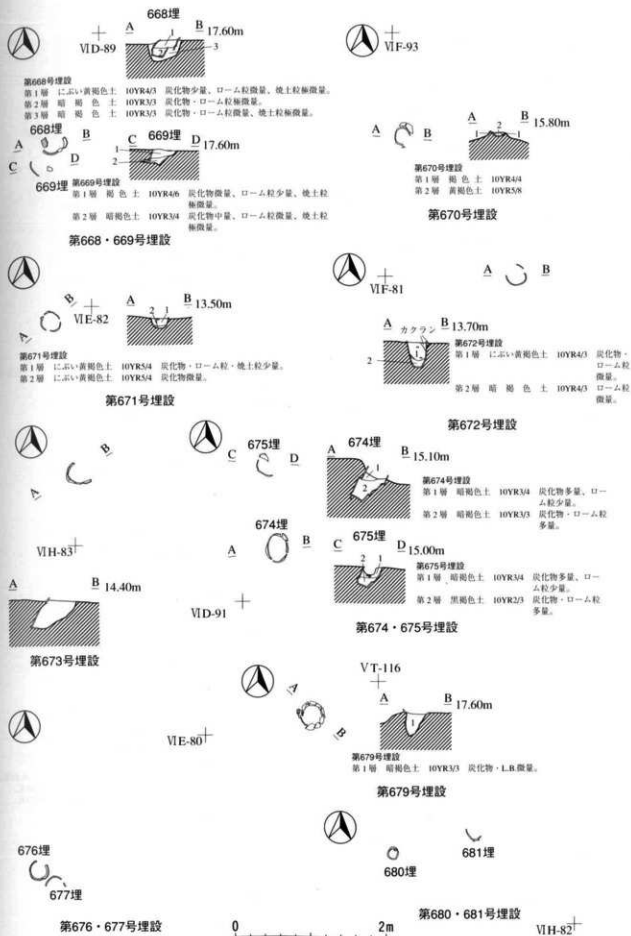 668埋
A
1
B 17.60m
ⅥD-89
2
3
第668号埋設
第1層 にぶい黄褐色土 10YR4/3 炭化物少量、ローム粒微量、焼土粒極微量。
第2層 暗褐色土 10YR3/3 炭化物・ローム粒極微量。
第3層 暗褐色土 10YR3/3 炭化物・ローム粒微量、焼土粒極微量。
668埋
A
B
C
D
669埋
C
669埋
D 17.60m
1
2
第669号埋設
第1層 褐色土 10YR4/6 炭化物微量、ローム粒少量、焼土粒
極微量。
第2層 暗褐色土 10YR3/4 炭化物中量、ローム粒微量、焼土粒
極微量。
第668・669号埋設
ⅥF-93
A
B
A
2
B 15.80m
1
1
第670号埋設
第1層 褐色土 10YR4/4
第2層 黄褐色土 10YR5/8
第670号埋設
B
ⅥE-82
A
A
2
1
B 13.50m
第671号埋設
第1層 にぶい黄褐色土 10YR5/4 炭化物・ローム粒・焼土粒少量。
第2層 にぶい黄褐色土 10YR5/4 炭化物微量。
第671号埋設
ⅥF-81
A
B
A
カクラン
B 13.70m
1
2
第672号埋設
第1層 にぶい黄褐色土 10YR4/3 炭化物・
ローム粒
微量。
第2層 暗褐色土 10YR4/3 ローム粒
微量。
第672号埋設
B
A
ⅥH-83
A
B 14.40m
第673号埋設
675埋
C
D
674埋
A
B
ⅥD-91
674埋
A
1
B 15.10m
2
第674号埋設
第1層 暗褐色土 10YR3/4 炭化物多量、ロー
ム粒少量。
第2層 暗褐色土 10YR3/3 炭化物・ローム粒
多量。
675埋
C
2
1
D 15.00m
第675号埋設
第1層 暗褐色土 10YR3/4 炭化物多量、ロー
ム粒少量。
第2層 黒褐色土 10YR2/3 炭化物・ローム粒
多量。
第674・675号埋設
ⅤT-116
A
B
A
B 17.60m
1
第679号埋設
第1層 暗褐色土 10YR3/3 炭化物・L.B.微量。
第679号埋設
ⅥE-80
676埋
677埋
第676・677号埋設
680埋
681埋
第680・681号埋設
ⅥH-82
0
2m